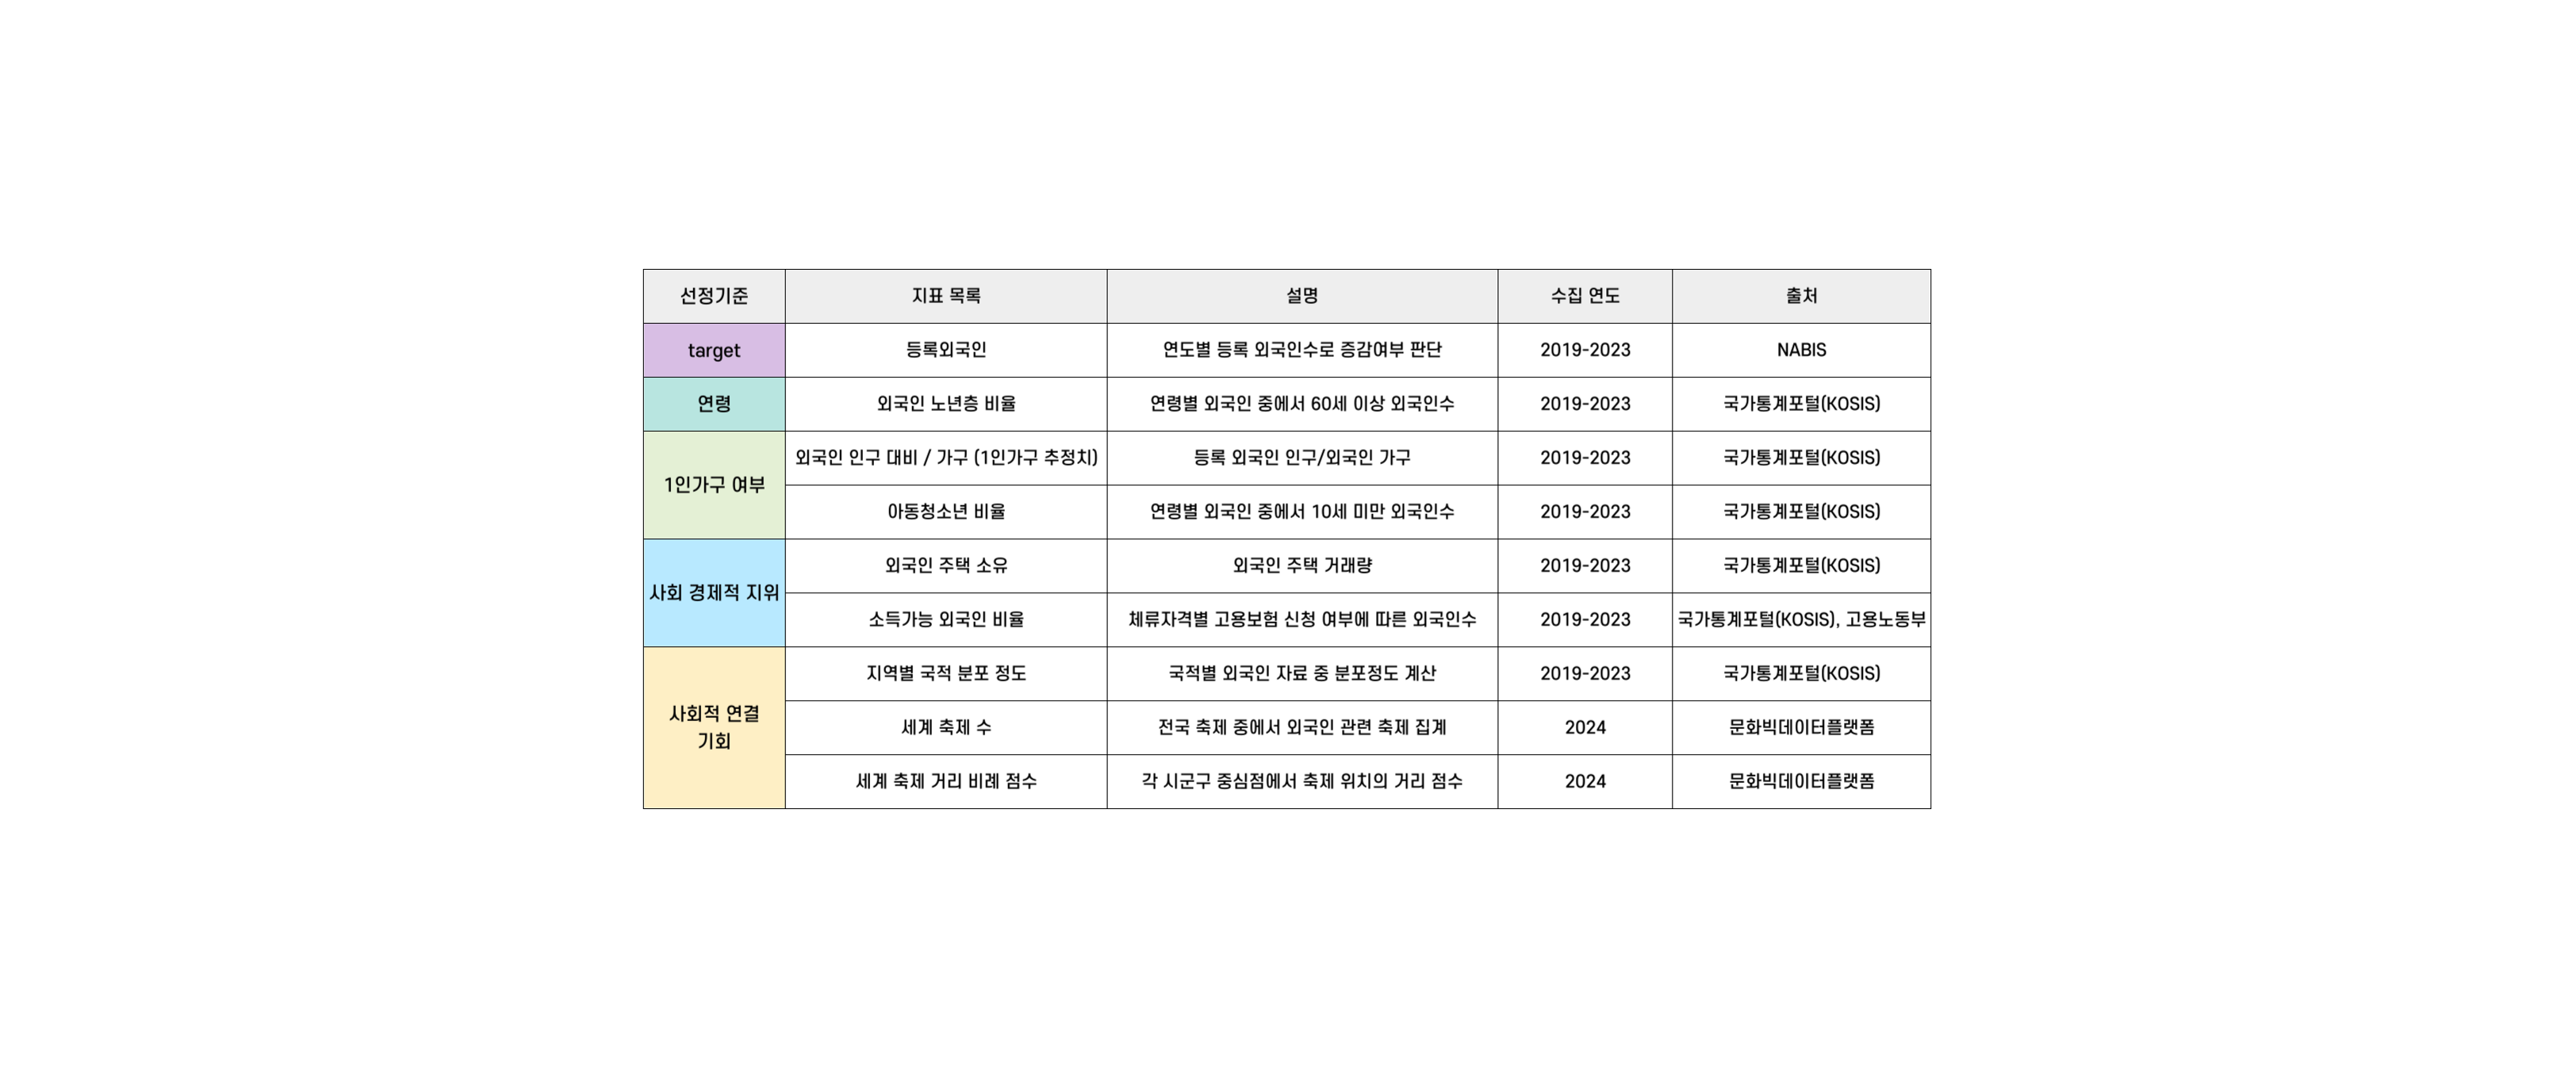 선정기준 지표 목록 설명 수집 연도 출처
target 등록외국인 연도별 등록 외국인수로 증감여부 판단 2019-2023 NABIS
연령 외국인 노년층 비율 연령별 외국인 중에서 60세 이상 외국인수 2019-2023 국가통계포털(KOSIS)
1인가구 여부 외국인 인구 대비 / 가구 (1인가구 추정치) 등록 외국인 인구/외국인 가구 2019-2023 국가통계포털(KOSIS)
아동청소년 비율 연령별 외국인 중에서 10세 미만 외국인수 2019-2023 국가통계포털(KOSIS)
사회 경제적 지위 외국인 주택 소유 외국인 주택 거래량 2019-2023 국가통계포털(KOSIS)
소득가능 외국인 비율 체류자격별 고용보험 신청 여부에 따른 외국인수 2019-2023 국가통계포털(KOSIS), 고용노동부
사회적 연결
기회
지역별 국적 분포 정도 국적별 외국인 자료 중 분포정도 계산 2019-2023 국가통계포털(KOSIS)
세계 축제 수 전국 축제 중에서 외국인 관련 축제 집계 2024 문화빅데이터플랫폼
세계 축제 거리 비례 점수 각 시군구 중심점에서 축제 위치의 거리 점수 2024 문화빅데이터플랫폼